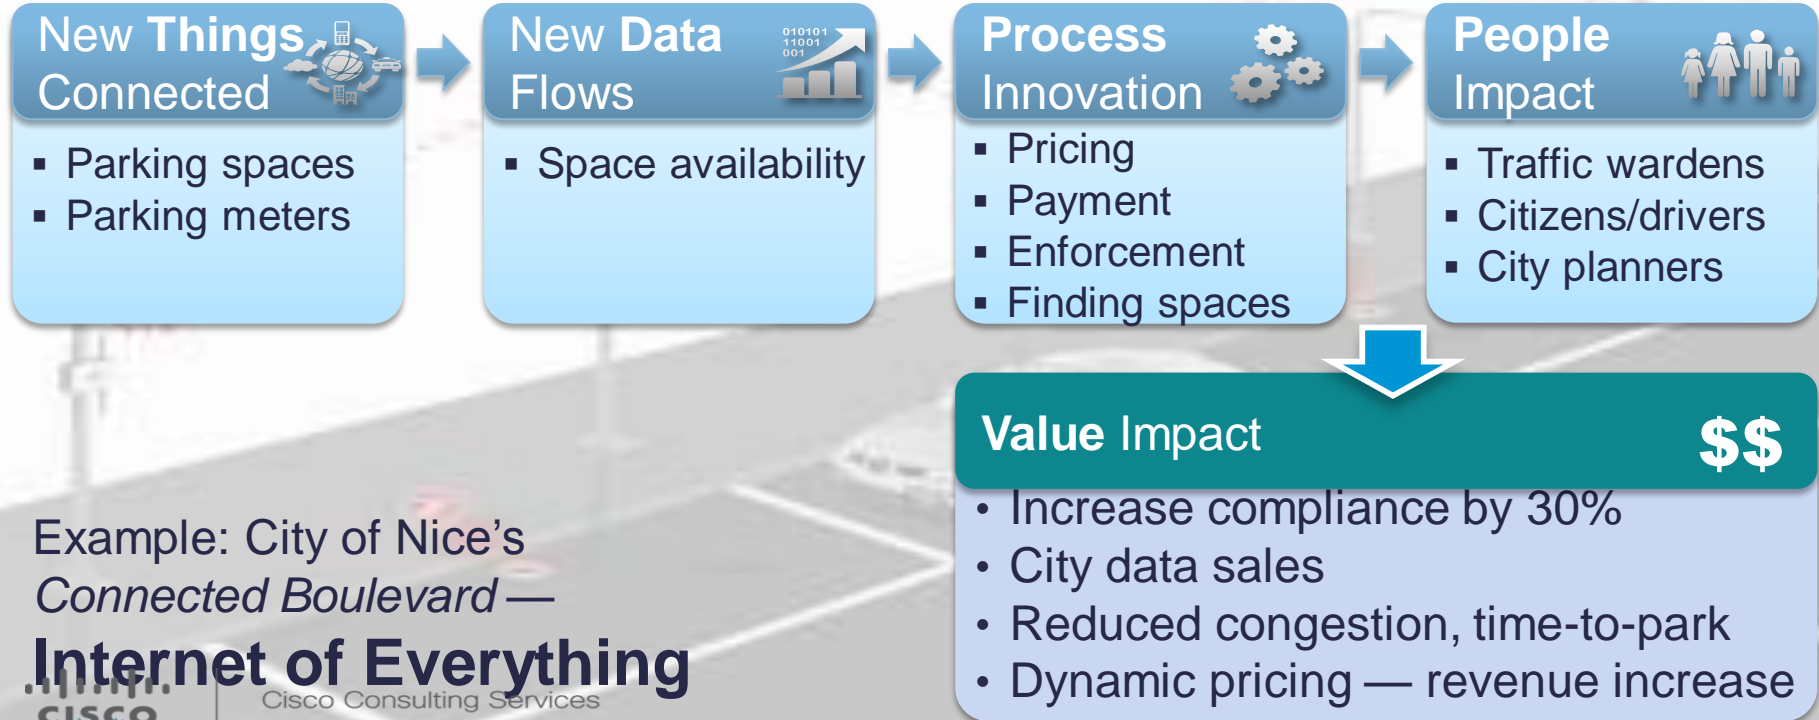 New Things
Connected
New Data
Flows
010101
11001
001
Process
Innovation
People
Impact
▪ Parking spaces
▪ Parking meters
▪ Space availability
▪ Pricing
▪ Payment
▪ Enforcement
▪ Finding spaces
▪ Traffic wardens
▪ Citizens/drivers
▪ City planners
Value Impact
$$
• Increase compliance by 30%
• City data sales
• Reduced congestion, time-to-park
• Dynamic pricing — revenue increase
Example: City of Nice’s
Connected Boulevard —
Internet of Everything
CISCO
Cisco Consulting Services